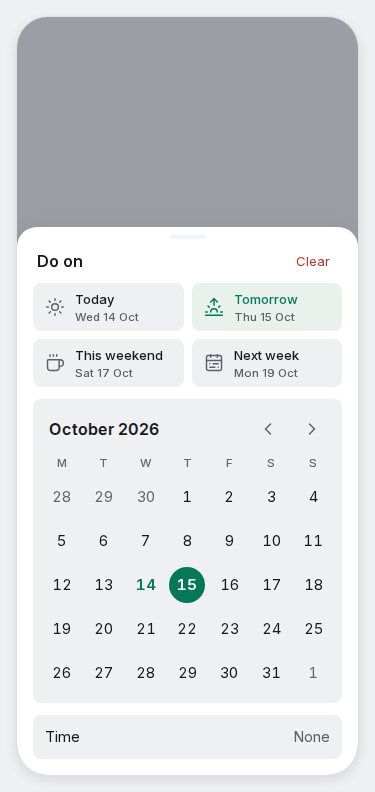 Do on Clear
Today Tomorrow
Wed 14 Oct Thu 15 Oct
This weekend Next week
Sat 17 Oct Mon 19 Oct
October 2026
M T W T F S S
28 29 30 1 2 3 4
5 6 7 8 9 10 11
12 13 14 15 16 17 18
19 20 21 22 23 24 25
26 27 28 29 30 31 1
Time None